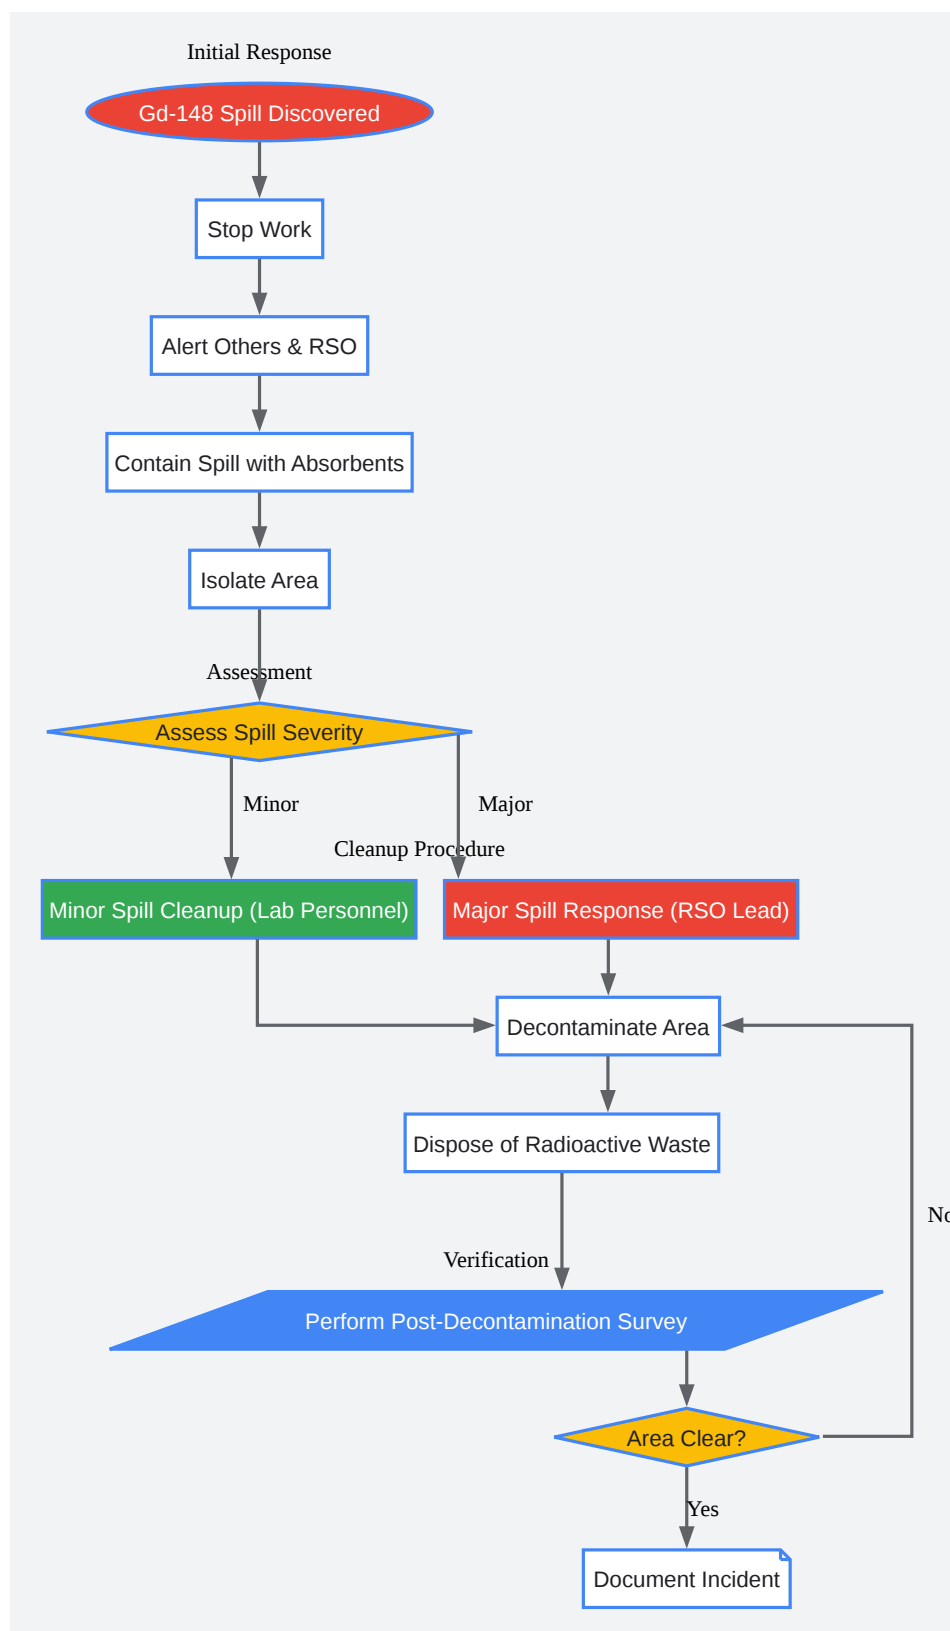 Initial Response
Gd-148 Spill Discovered
Stop Work
Alert Others & RSO
Contain Spill with Absorbents
Isolate Area
Assessment
Assess Spill Severity
Minor
Major
Cleanup Procedure
Minor Spill Cleanup (Lab Personnel)
Major Spill Response (RSO Lead)
Decontaminate Area
Dispose of Radioactive Waste
No
Verification
Perform Post-Decontamination Survey
Area Clear?
Yes
Document Incident